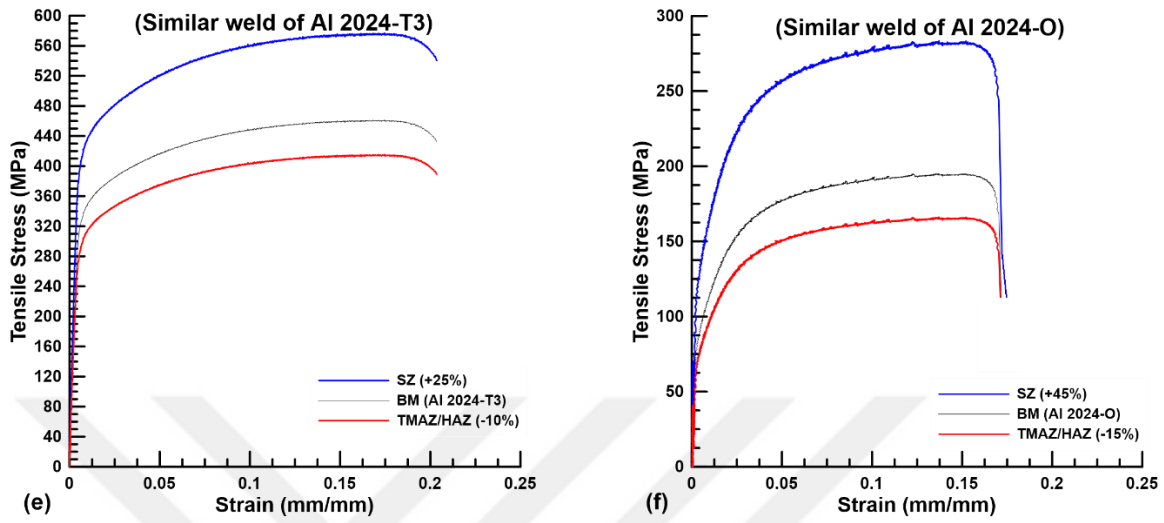 (Similar weld of Al 2024-T3)
600
560
520
480
440
400
360
320
280
240
200
160
120
80
40
0
Tensile Stress (MPa)
SZ (+25%)
BM (Al 2024-T3)
TMAZ/HAZ (-10%)
0 0.05 0.1 0.15 0.2 0.25
(e) Strain (mm/mm)
(Similar weld of Al 2024-O)
300
250
200
150
100
50
0
Tensile Stress (MPa)
SZ (+45%)
BM (Al 2024-O)
TMAZ/HAZ (-15%)
0 0.05 0.1 0.15 0.2 0.25
(f) Strain (mm/mm)